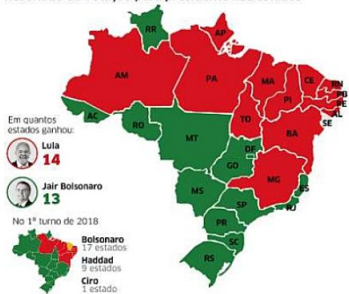 RR
AP
AM
PA
MA
CE
RN
PB
PE
AL
SE
PI
TO
BA
AC
RO
MT
DF
GO
MG
ES
MS
SP
RJ
PR
SC
RS
Em quantos
estados ganhou:
Lula
14
Jair Bolsonaro
13
No 1º turno de 2018
Bolsonaro
17 estados
Haddad
9 estados
Ciro
1 estado